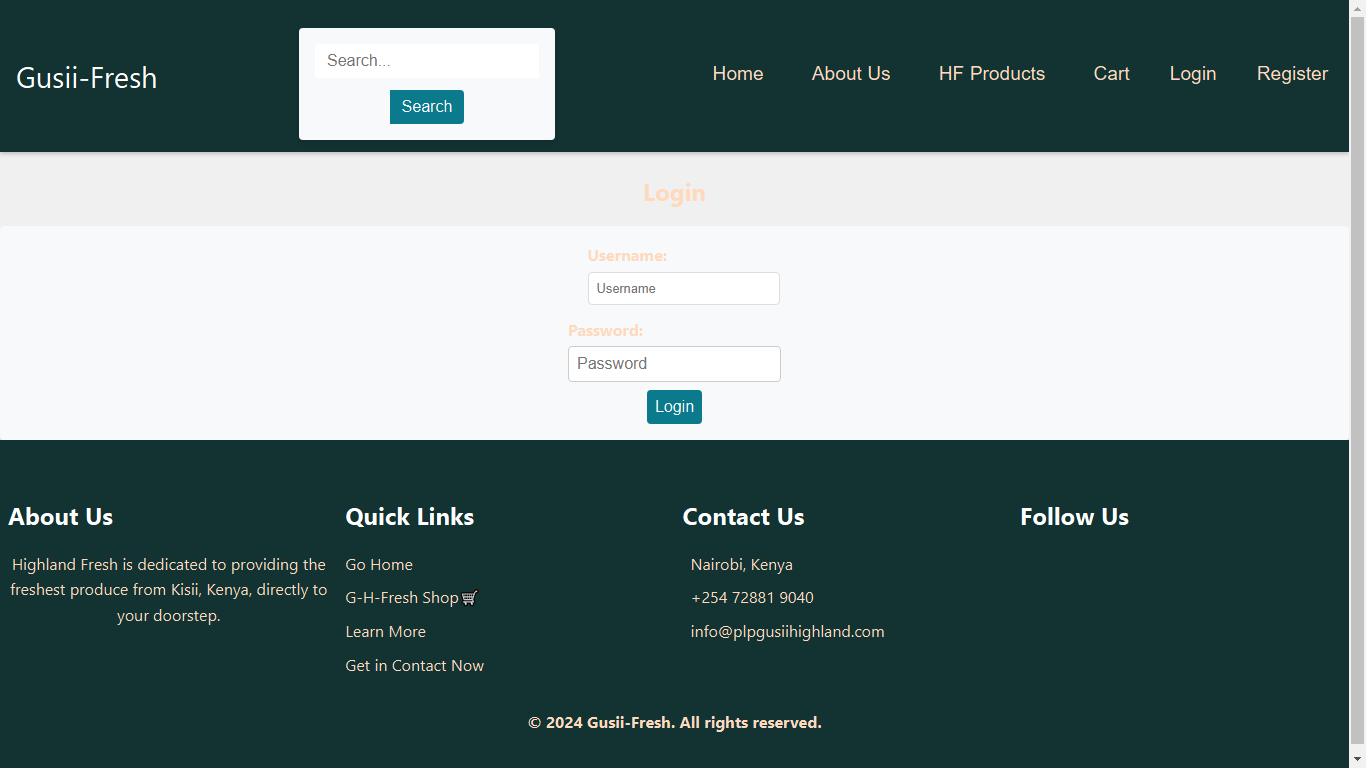 Gusii-Fresh
Search...
Search
Home About Us HF Products Cart Login Register
Login
Username:
Username
Password:
Password
Login
About Us
Highland Fresh is dedicated to providing the
freshest produce from Kisii, Kenya, directly to
your doorstep.
Quick Links
Go Home
G-H-Fresh Shop🛒
Learn More
Get in Contact Now
Contact Us
Nairobi, Kenya
+254 72881 9040
info@plpgusiihighland.com
Follow Us
© 2024 Gusii-Fresh. All rights reserved.